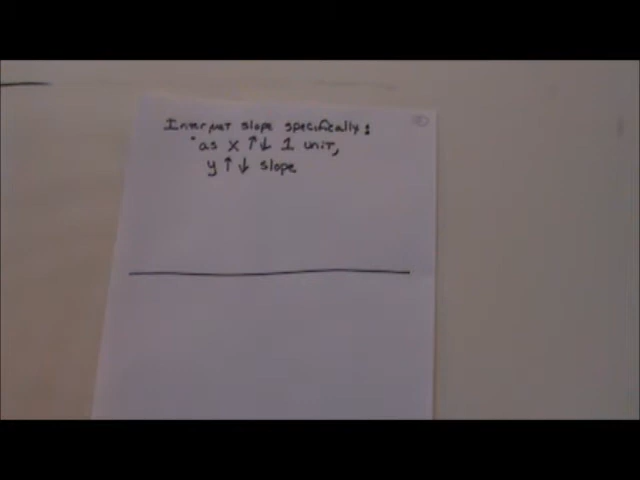 Interpret slope specifically:
"as x ↑↓ 1 unit,
y ↑↓ slope